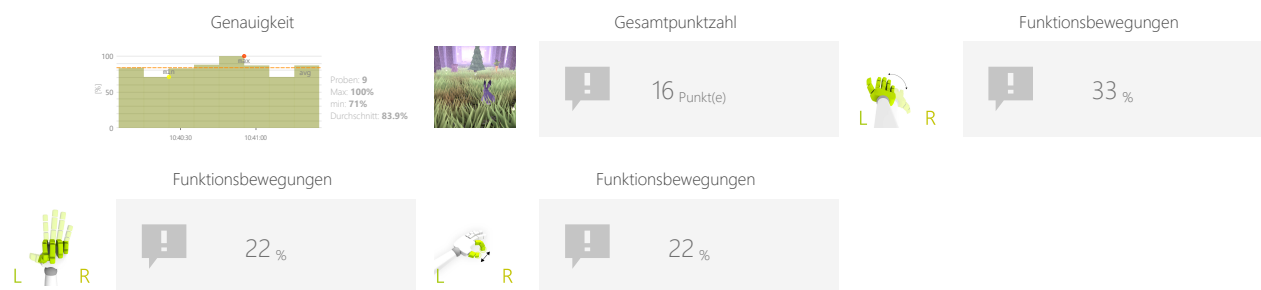 Genauigkeit
100
50
0
[%]
min
max
avg
10:40:30
10:41:00
Proben: 9
Max: 100%
min: 71%
Durchschnitt: 83.9%
Gesamtpunktzahl
16 Punkt(e)
Funktionsbewegungen
L R
33 %
Funktionsbewegungen
L R
22 %
Funktionsbewegungen
L R
22 %